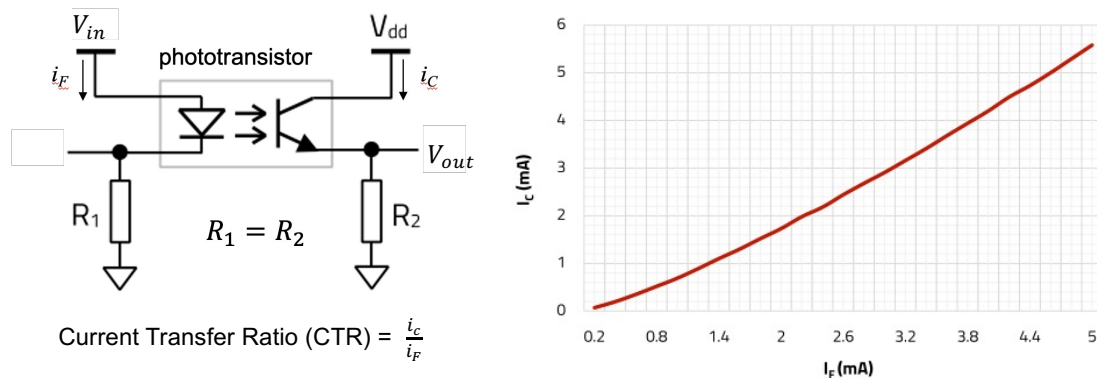 V_in
V_dd
phototransistor
i_F
i_C
V_out
R_1
R_2
R_1 = R_2
Current Transfer Ratio (CTR) = i_c / i_F
6
5
4
3
2
1
0
I_C (mA)
0.2 0.8 1.4 2 2.6 3.2 3.8 4.4 5
I_F (mA)